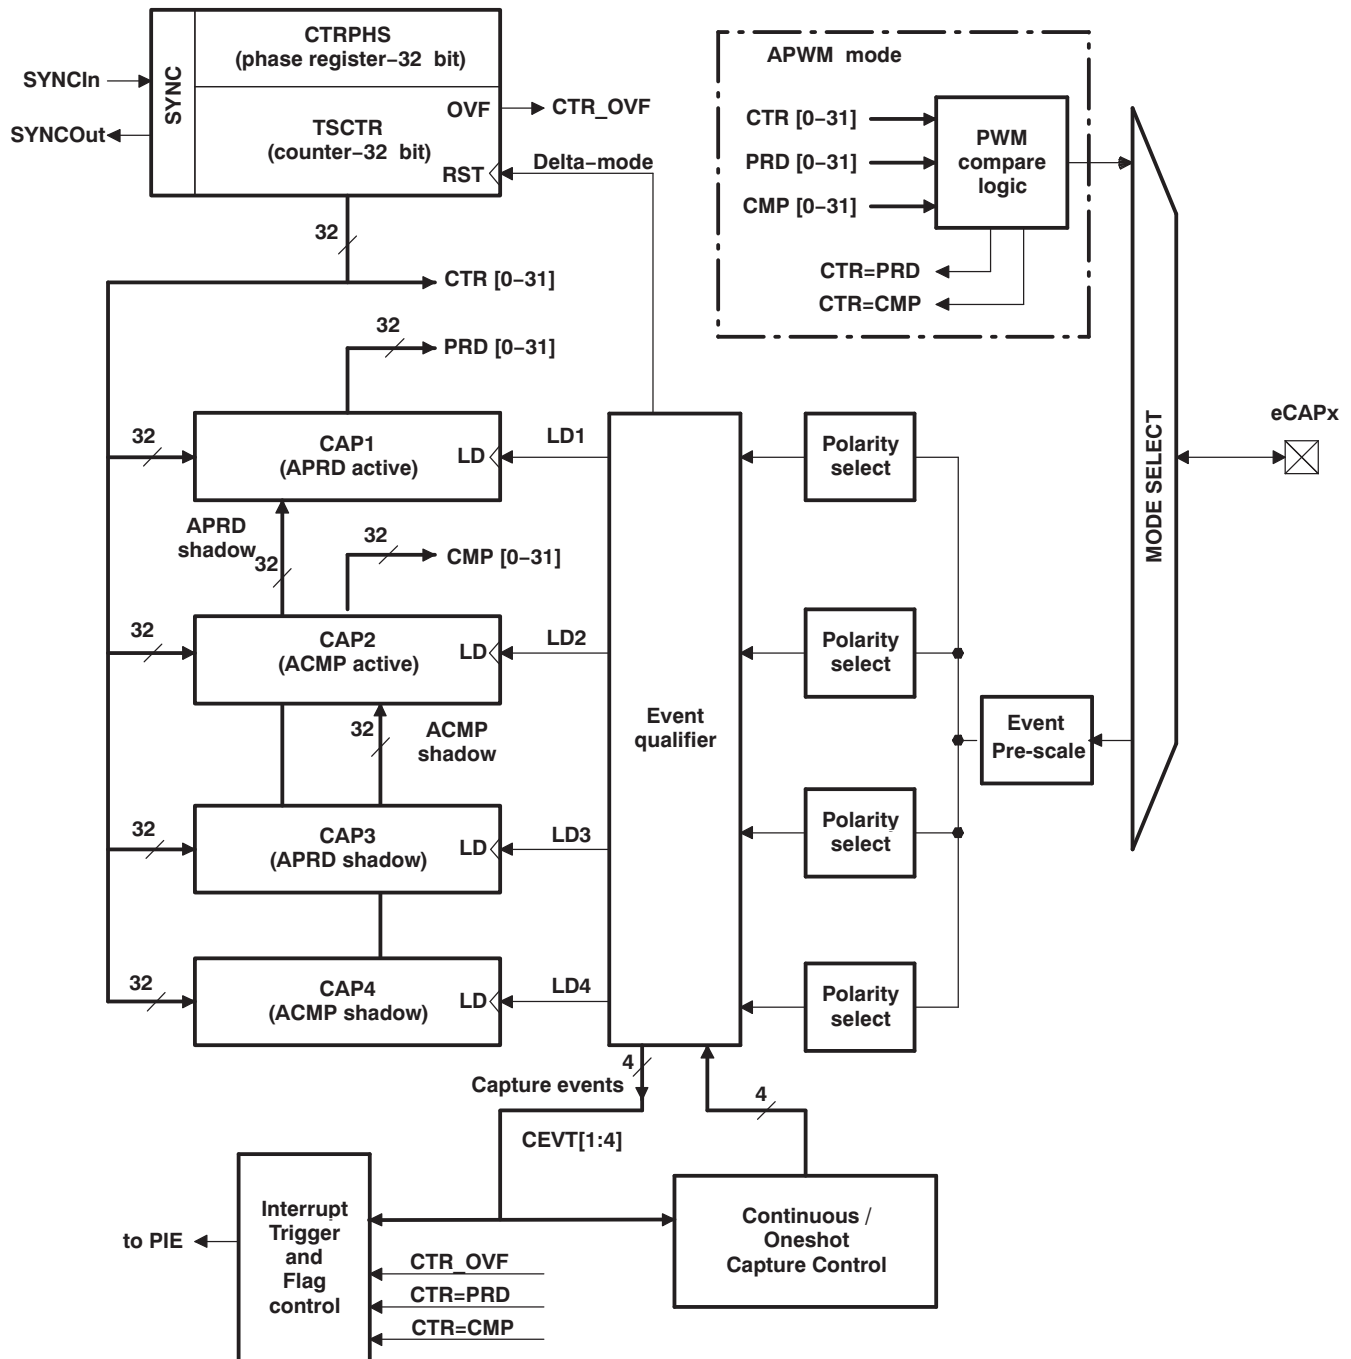 CTRPHS
(phase register−32 bit)
APWM mode
SYNCIn
SYNC
OVF
CTR_OVF
SYNCOut
TSCTR
(counter−32 bit)
RST
Delta−mode
CTR [0−31]
PRD [0−31]
CMP [0−31]
PWM
compare
logic
32
CTR=PRD
CTR [0−31]
CTR=CMP
32
PRD [0−31]
MODE SELECT
eCAPx
32
CAP1
(APRD active)
LD
LD1
Polarity
select
APRD
shadow
32
32
CMP [0−31]
32
CAP2
(ACMP active)
LD
LD2
Polarity
select
32
ACMP
shadow
Event
qualifier
Event
Pre-scale
32
CAP3
(APRD shadow)
LD
LD3
Polarity
select
32
CAP4
(ACMP shadow)
LD
LD4
Polarity
select
4
Capture events
4
CEVT[1:4]
Interrupt
Trigger
and
Flag
control
to PIE
Continuous /
Oneshot
Capture Control
CTR_OVF
CTR=PRD
CTR=CMP